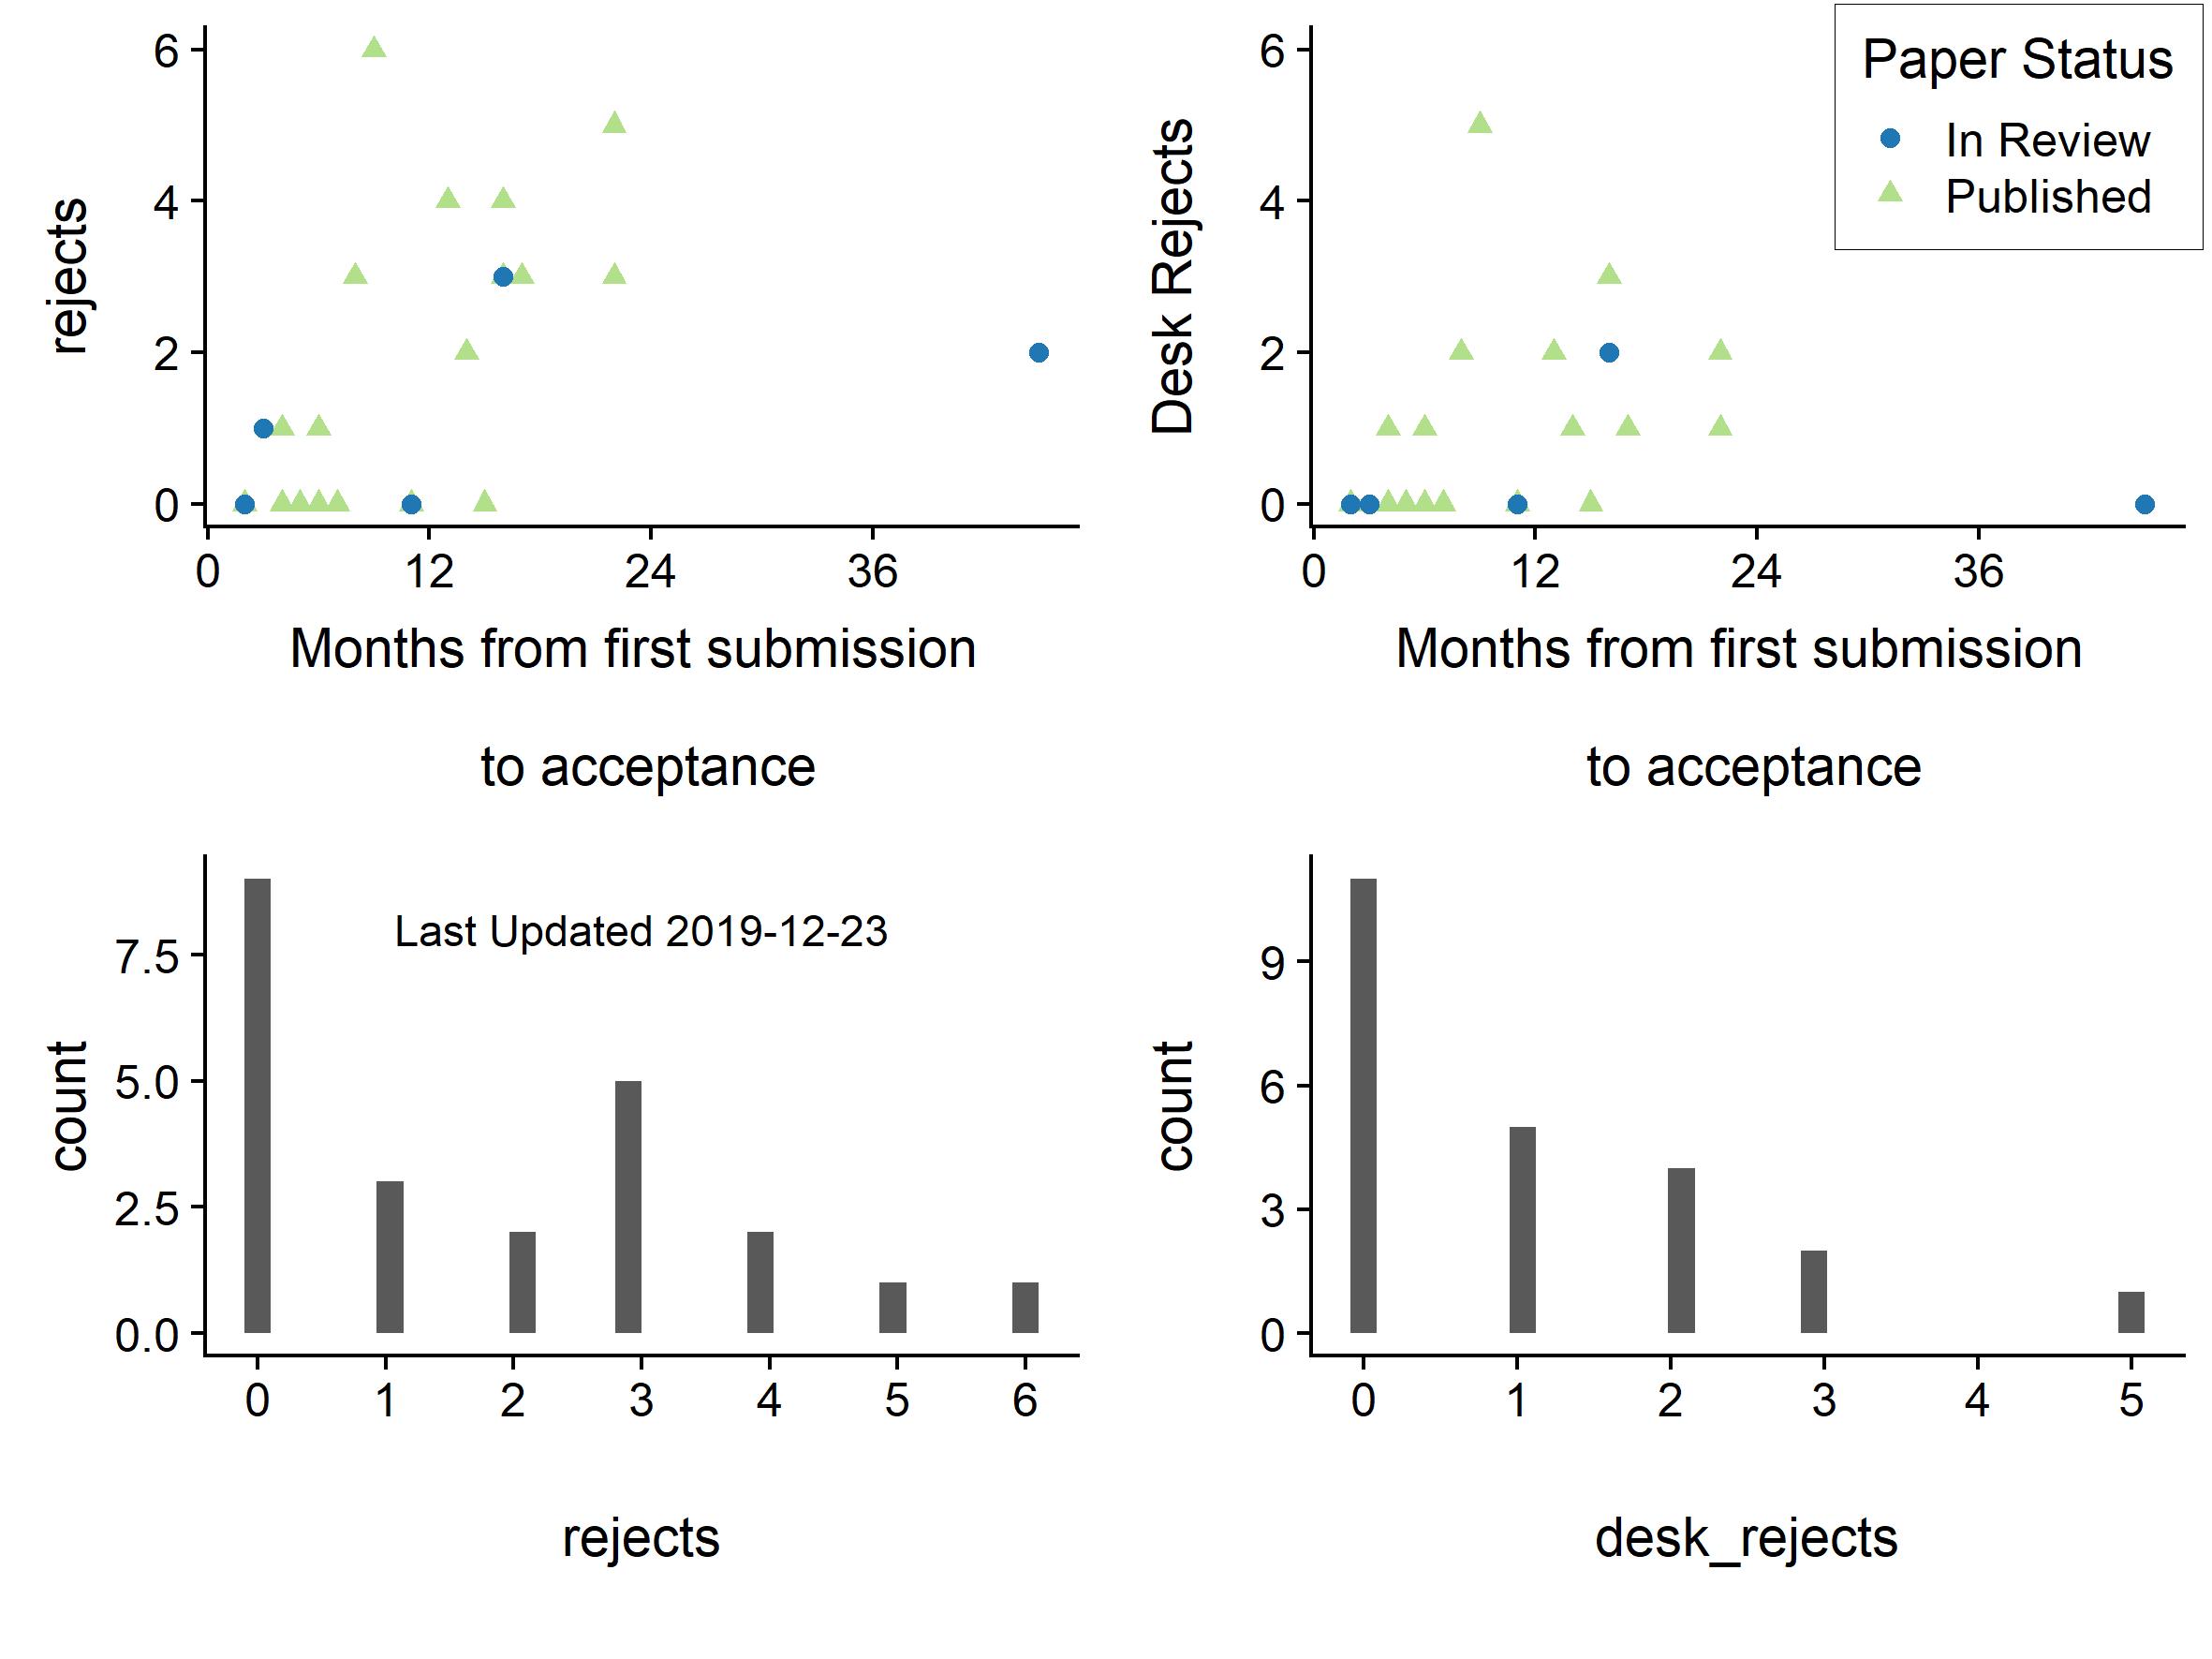 6
4
2
0
rejects
0 12 24 36
Months from first submission
to acceptance
6
4
2
0
Desk Rejects
0 12 24 36
Months from first submission
to acceptance
Paper Status
In Review
Published
Last Updated 2019-12-23
7.5
5.0
2.5
0.0
count
0 1 2 3 4 5 6
rejects
9
6
3
0
count
0 1 2 3 4 5
desk_rejects